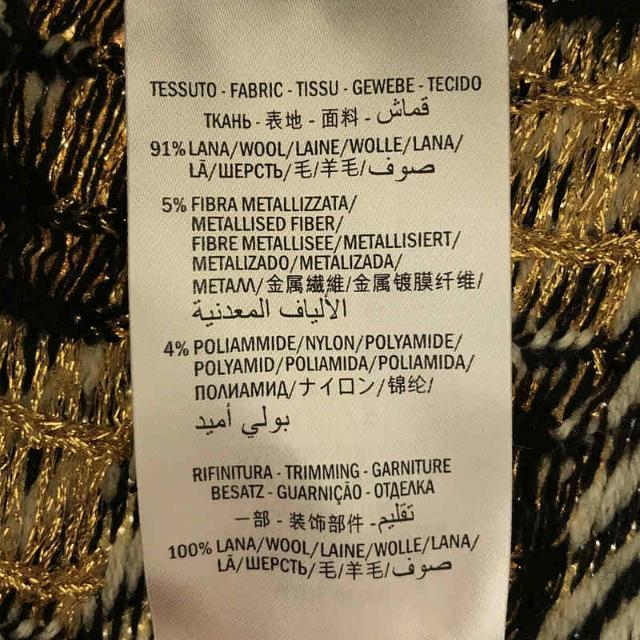 TESSUTO - FABRIC - TISSU - GEWEBE - TECIDO
ТКАНЬ - 表地 - 面料 - قماش
91% LANA/WOOL/LAINE/WOLLE/LANA/
LÃ/ШЕРСТЬ/毛/羊毛/صوف
5% FIBRA METALLIZZATA/
METALLISED FIBER/
FIBRE METALLISEE/METALLISIERT/
METALIZADO/METALIZADA/
МЕТАЛЛ/金属繊維/金属镀膜纤维/
الألياف المعدنية
4% POLIAMMIDE/NYLON/POLYAMIDE/
POLYAMID/POLIAMIDA/POLIAMIDA/
ПОЛИАМИД/ナイロン/锦纶/
بولي أميد
RIFINITURA - TRIMMING - GARNITURE
BESATZ - GUARNIÇÃO - ОТДЕЛКА
一部 - 装饰部件 - تقليم
100% LANA/WOOL/LAINE/WOLLE/LANA/
LÃ/ШЕРСТЬ/毛/羊毛/صوف